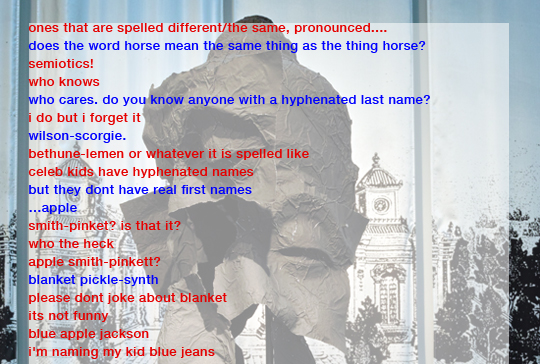 ones that are spelled different/the same, pronounced....
does the word horse mean the same thing as the thing horse?
semiotics!
who knows
who cares. do you know anyone with a hyphenated last name?
i do but i forget it
wilson-scorgie.
bethune-lemen or whatever it is spelled like
celeb kids have hyphenated names
but they dont have real first names
...apple
smith-pinket? is that it?
who the heck
apple smith-pinkett?
blanket pickle-synth
please dont joke about blanket
its not funny
blue apple jackson
i'm naming my kid blue jeans